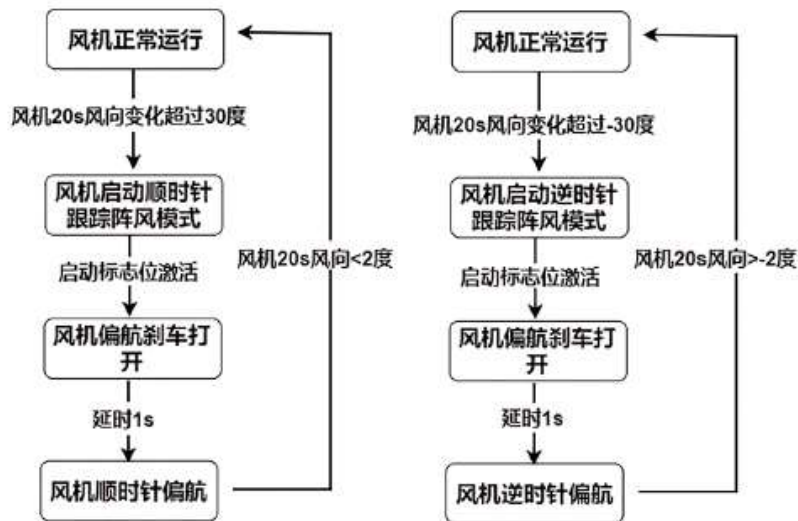 风机正常运行
风机20s风向变化超过30度
风机启动顺时针
跟踪阵风模式
启动标志位激活
风机偏航刹车打
开
延时1s
风机顺时针偏航
风机20s风向<2度
风机正常运行
风机20s风向变化超过-30度
风机启动逆时针
跟踪阵风模式
启动标志位激活
风机偏航刹车打
开
延时1s
风机逆时针偏航
风机20s风向>-2度